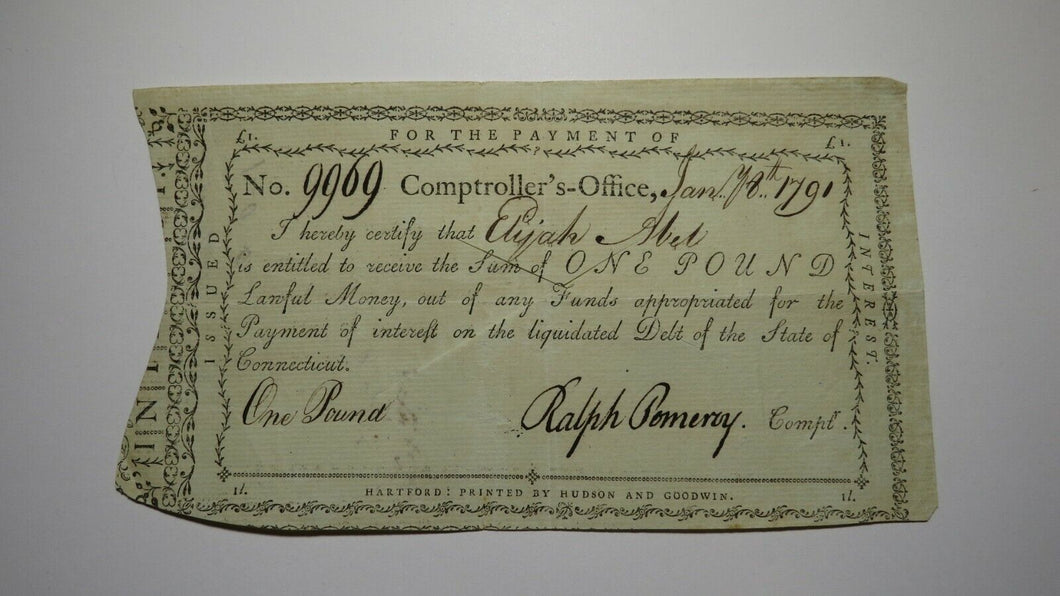 £1. FOR THE PAYMENT OF £1.
No. 9969 Comptroller's-Office, Jan.y 18.th 1791
I hereby certify that Elijah Abel
is entitled to receive the Sum of ONE POUND
Lawful Money, out of any Funds appropriated for the
Payment of interest on the liquidated Debt of the State of
Connecticut.
One Pound Ralph Pomeroy. Compt.r.
1l. HARTFORD: PRINTED BY HUDSON AND GOODWIN. 1l.
ISSUED
INTEREST.